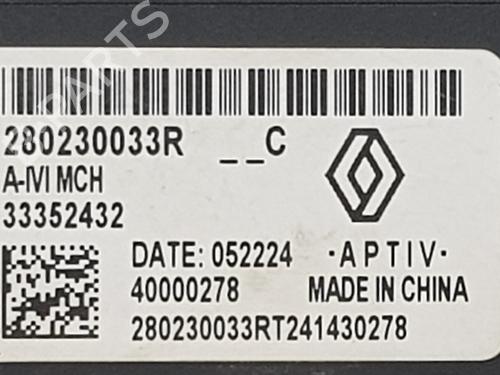 280230033R __C
A-IVI MCH
33352432
DATE: 052224 ·APTIV·
40000278 MADE IN CHINA
280230033RT241430278